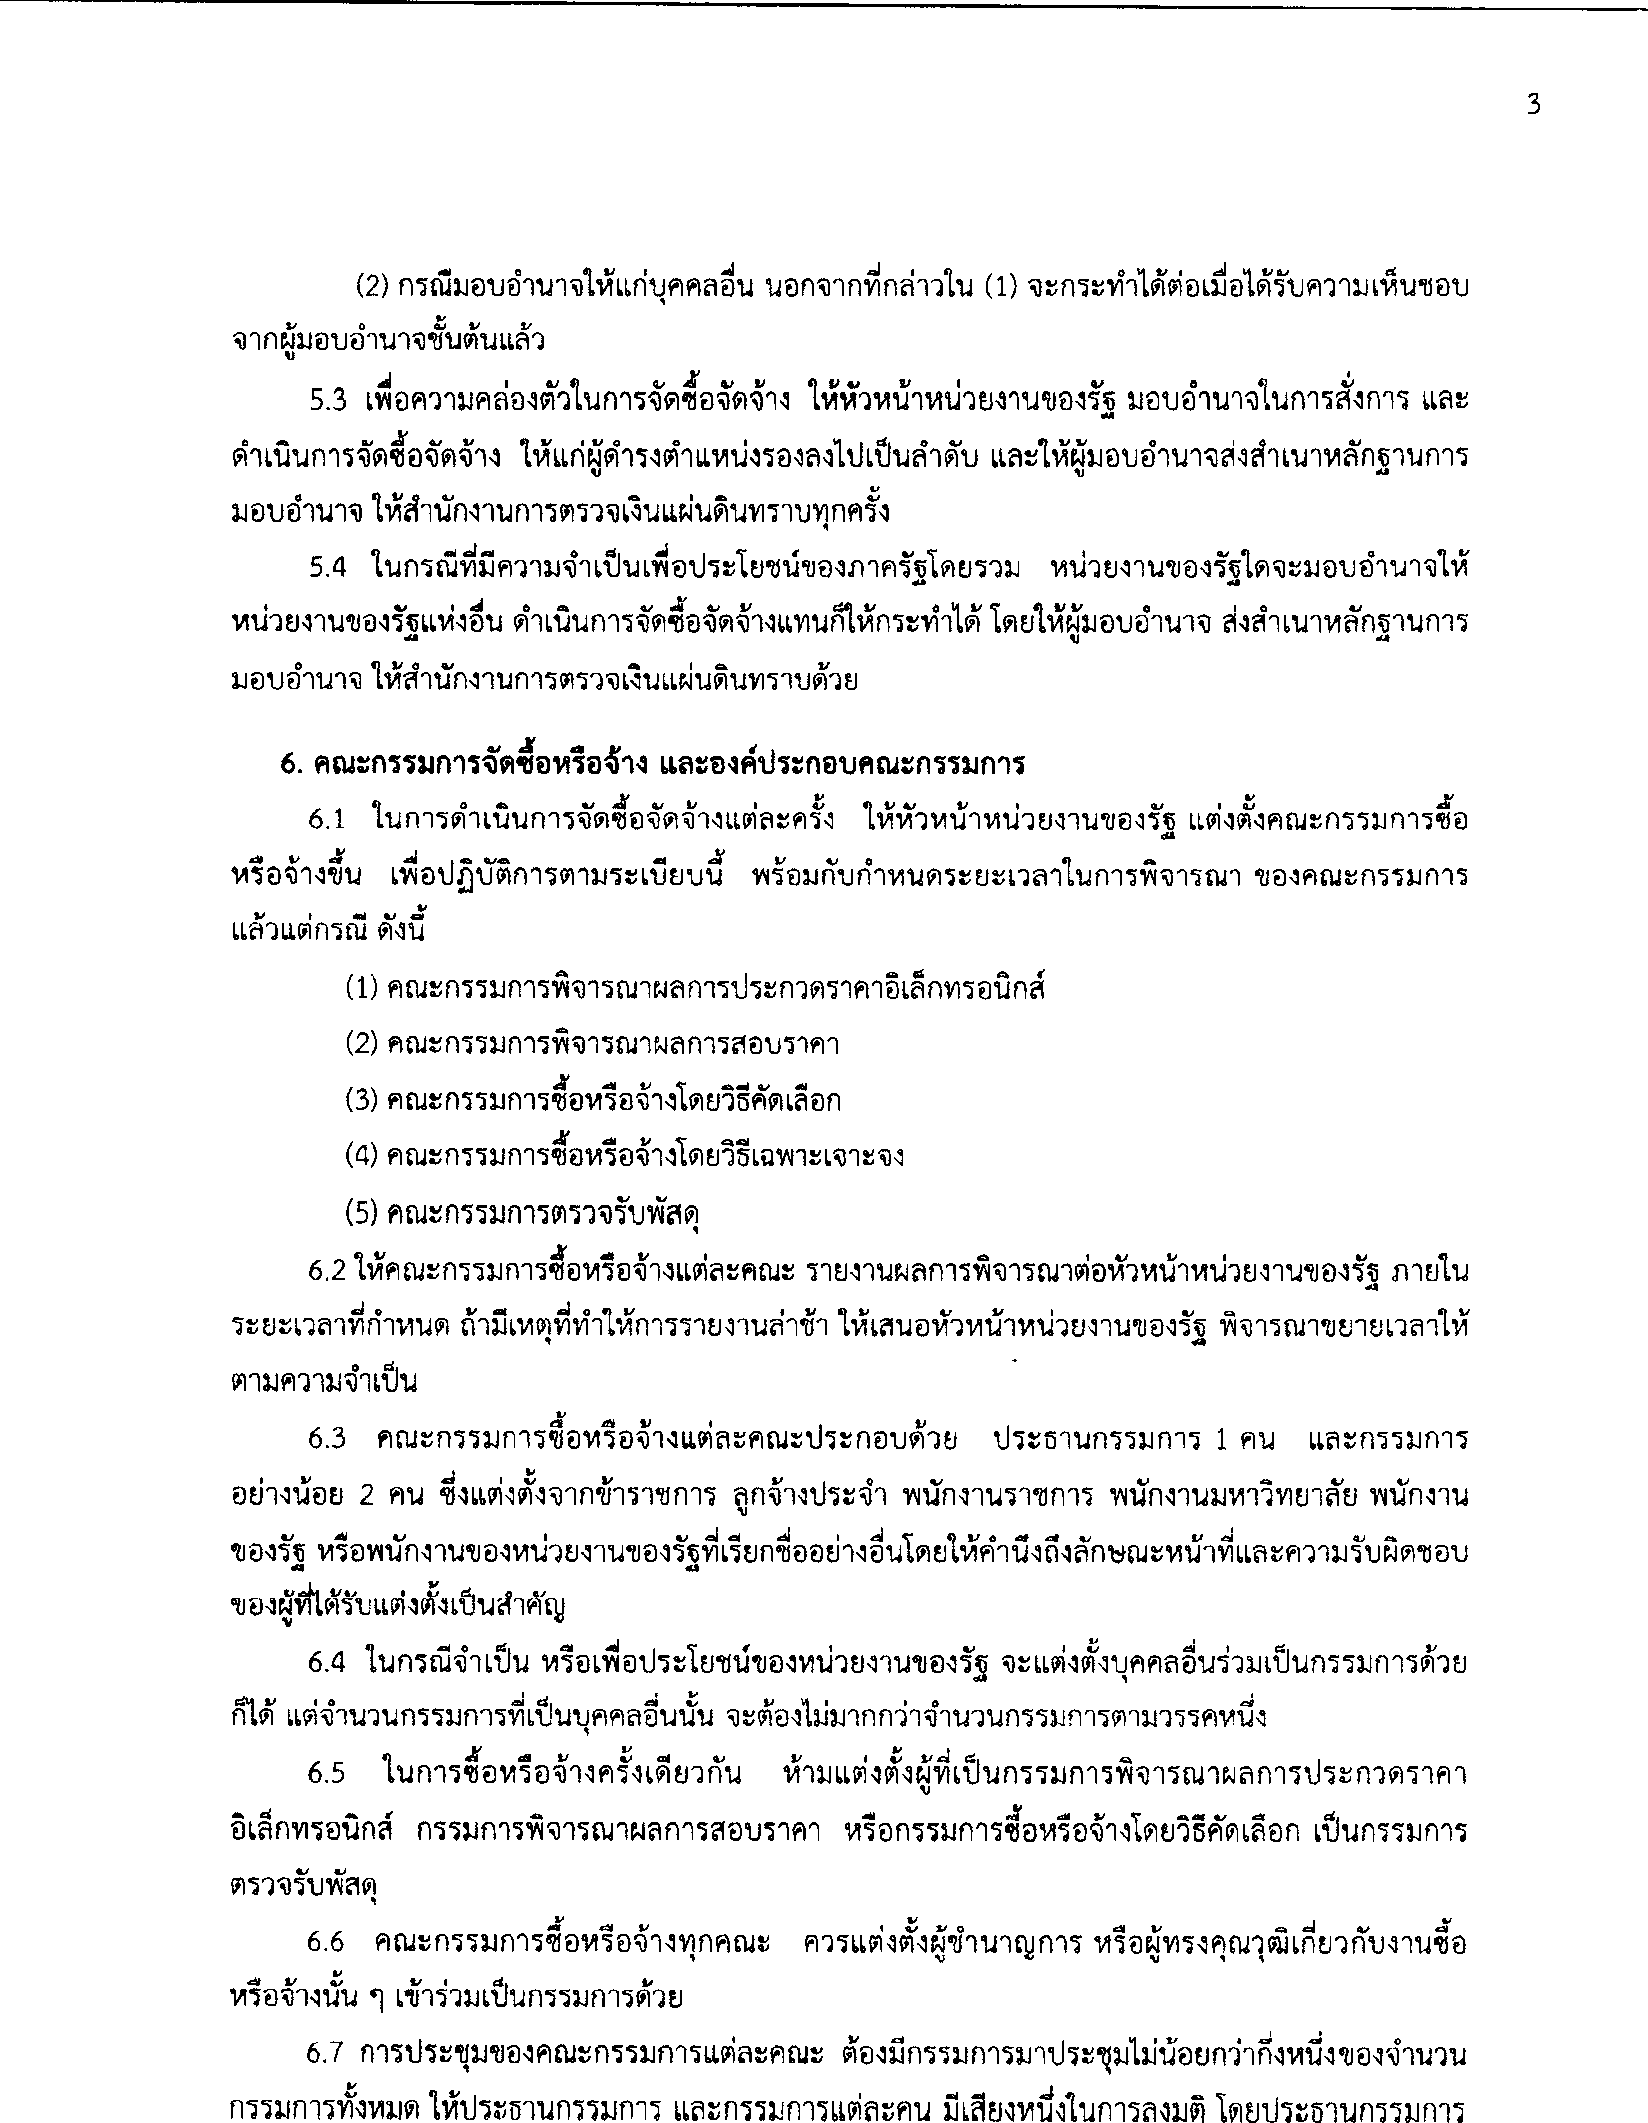 3
(2) กรณีมอบอำนาจให้แก่บุคคลอื่น นอกจากที่กล่าวใน (1) จะกระทำได้ต่อเมื่อได้รับความเห็นชอบ
จากผู้มอบอำนาจชั้นต้นแล้ว
5.3 เพื่อความคล่องตัวในการจัดซื้อจัดจ้าง ให้หัวหน้าหน่วยงานของรัฐ มอบอำนาจในการสั่งการ และ
ดำเนินการจัดซื้อจัดจ้าง ให้แก่ผู้ดำรงตำแหน่งรองลงไปเป็นลำดับ และให้ผู้มอบอำนาจส่งสำเนาหลักฐานการ
มอบอำนาจ ให้สำนักงานการตรวจเงินแผ่นดินทราบทุกครั้ง
5.4 ในกรณีที่มีความจำเป็นเพื่อประโยชน์ของภาครัฐโดยรวม หน่วยงานของรัฐใดจะมอบอำนาจให้
หน่วยงานของรัฐแห่งอื่น ดำเนินการจัดซื้อจัดจ้างแทนก็ให้กระทำได้ โดยให้ผู้มอบอำนาจ ส่งสำเนาหลักฐานการ
มอบอำนาจ ให้สำนักงานการตรวจเงินแผ่นดินทราบด้วย
6. คณะกรรมการจัดซื้อหรือจ้าง และองค์ประกอบคณะกรรมการ
6.1 ในการดำเนินการจัดซื้อจัดจ้างแต่ละครั้ง ให้หัวหน้าหน่วยงานของรัฐ แต่งตั้งคณะกรรมการซื้อ
หรือจ้างขึ้น เพื่อปฏิบัติการตามระเบียบนี้ พร้อมกับกำหนดระยะเวลาในการพิจารณา ของคณะกรรมการ
แล้วแต่กรณี ดังนี้
(1) คณะกรรมการพิจารณาผลการประกวดราคาอิเล็กทรอนิกส์
(2) คณะกรรมการพิจารณาผลการสอบราคา
(3) คณะกรรมการซื้อหรือจ้างโดยวิธีคัดเลือก
(4) คณะกรรมการซื้อหรือจ้างโดยวิธีเฉพาะเจาะจง
(5) คณะกรรมการตรวจรับพัสดุ
6.2 ให้คณะกรรมการซื้อหรือจ้างแต่ละคณะ รายงานผลการพิจารณาต่อหัวหน้าหน่วยงานของรัฐ ภายใน
ระยะเวลาที่กำหนด ถ้ามีเหตุที่ทำให้การรายงานล่าช้า ให้เสนอหัวหน้าหน่วยงานของรัฐ พิจารณาขยายเวลาให้
ตามความจำเป็น
6.3 คณะกรรมการซื้อหรือจ้างแต่ละคณะประกอบด้วย ประธานกรรมการ 1 คน และกรรมการ
อย่างน้อย 2 คน ซึ่งแต่งตั้งจากข้าราชการ ลูกจ้างประจำ พนักงานราชการ พนักงานมหาวิทยาลัย พนักงาน
ของรัฐ หรือพนักงานของหน่วยงานของรัฐที่เรียกชื่ออย่างอื่นโดยให้คำนึงถึงลักษณะหน้าที่และความรับผิดชอบ
ของผู้ที่ได้รับแต่งตั้งเป็นสำคัญ
6.4 ในกรณีจำเป็น หรือเพื่อประโยชน์ของหน่วยงานของรัฐ จะแต่งตั้งบุคคลอื่นร่วมเป็นกรรมการด้วย
ก็ได้ แต่จำนวนกรรมการที่เป็นบุคคลอื่นนั้น จะต้องไม่มากกว่าจำนวนกรรมการตามวรรคหนึ่ง
6.5 ในการซื้อหรือจ้างครั้งเดียวกัน ห้ามแต่งตั้งผู้ที่เป็นกรรมการพิจารณาผลการประกวดราคา
อิเล็กทรอนิกส์ กรรมการพิจารณาผลการสอบราคา หรือกรรมการซื้อหรือจ้างโดยวิธีคัดเลือก เป็นกรรมการ
ตรวจรับพัสดุ
6.6 คณะกรรมการซื้อหรือจ้างทุกคณะ ควรแต่งตั้งผู้ชำนาญการ หรือผู้ทรงคุณวุฒิเกี่ยวกับงานซื้อ
หรือจ้างนั้น ๆ เข้าร่วมเป็นกรรมการด้วย
6.7 การประชุมของคณะกรรมการแต่ละคณะ ต้องมีกรรมการมาประชุมไม่น้อยกว่ากึ่งหนึ่งของจำนวน
กรรมการทั้งหมด ให้ประธานกรรมการ และกรรมการแต่ละคน มีเสียงหนึ่งในการลงมติ โดยประธานกรรมการ